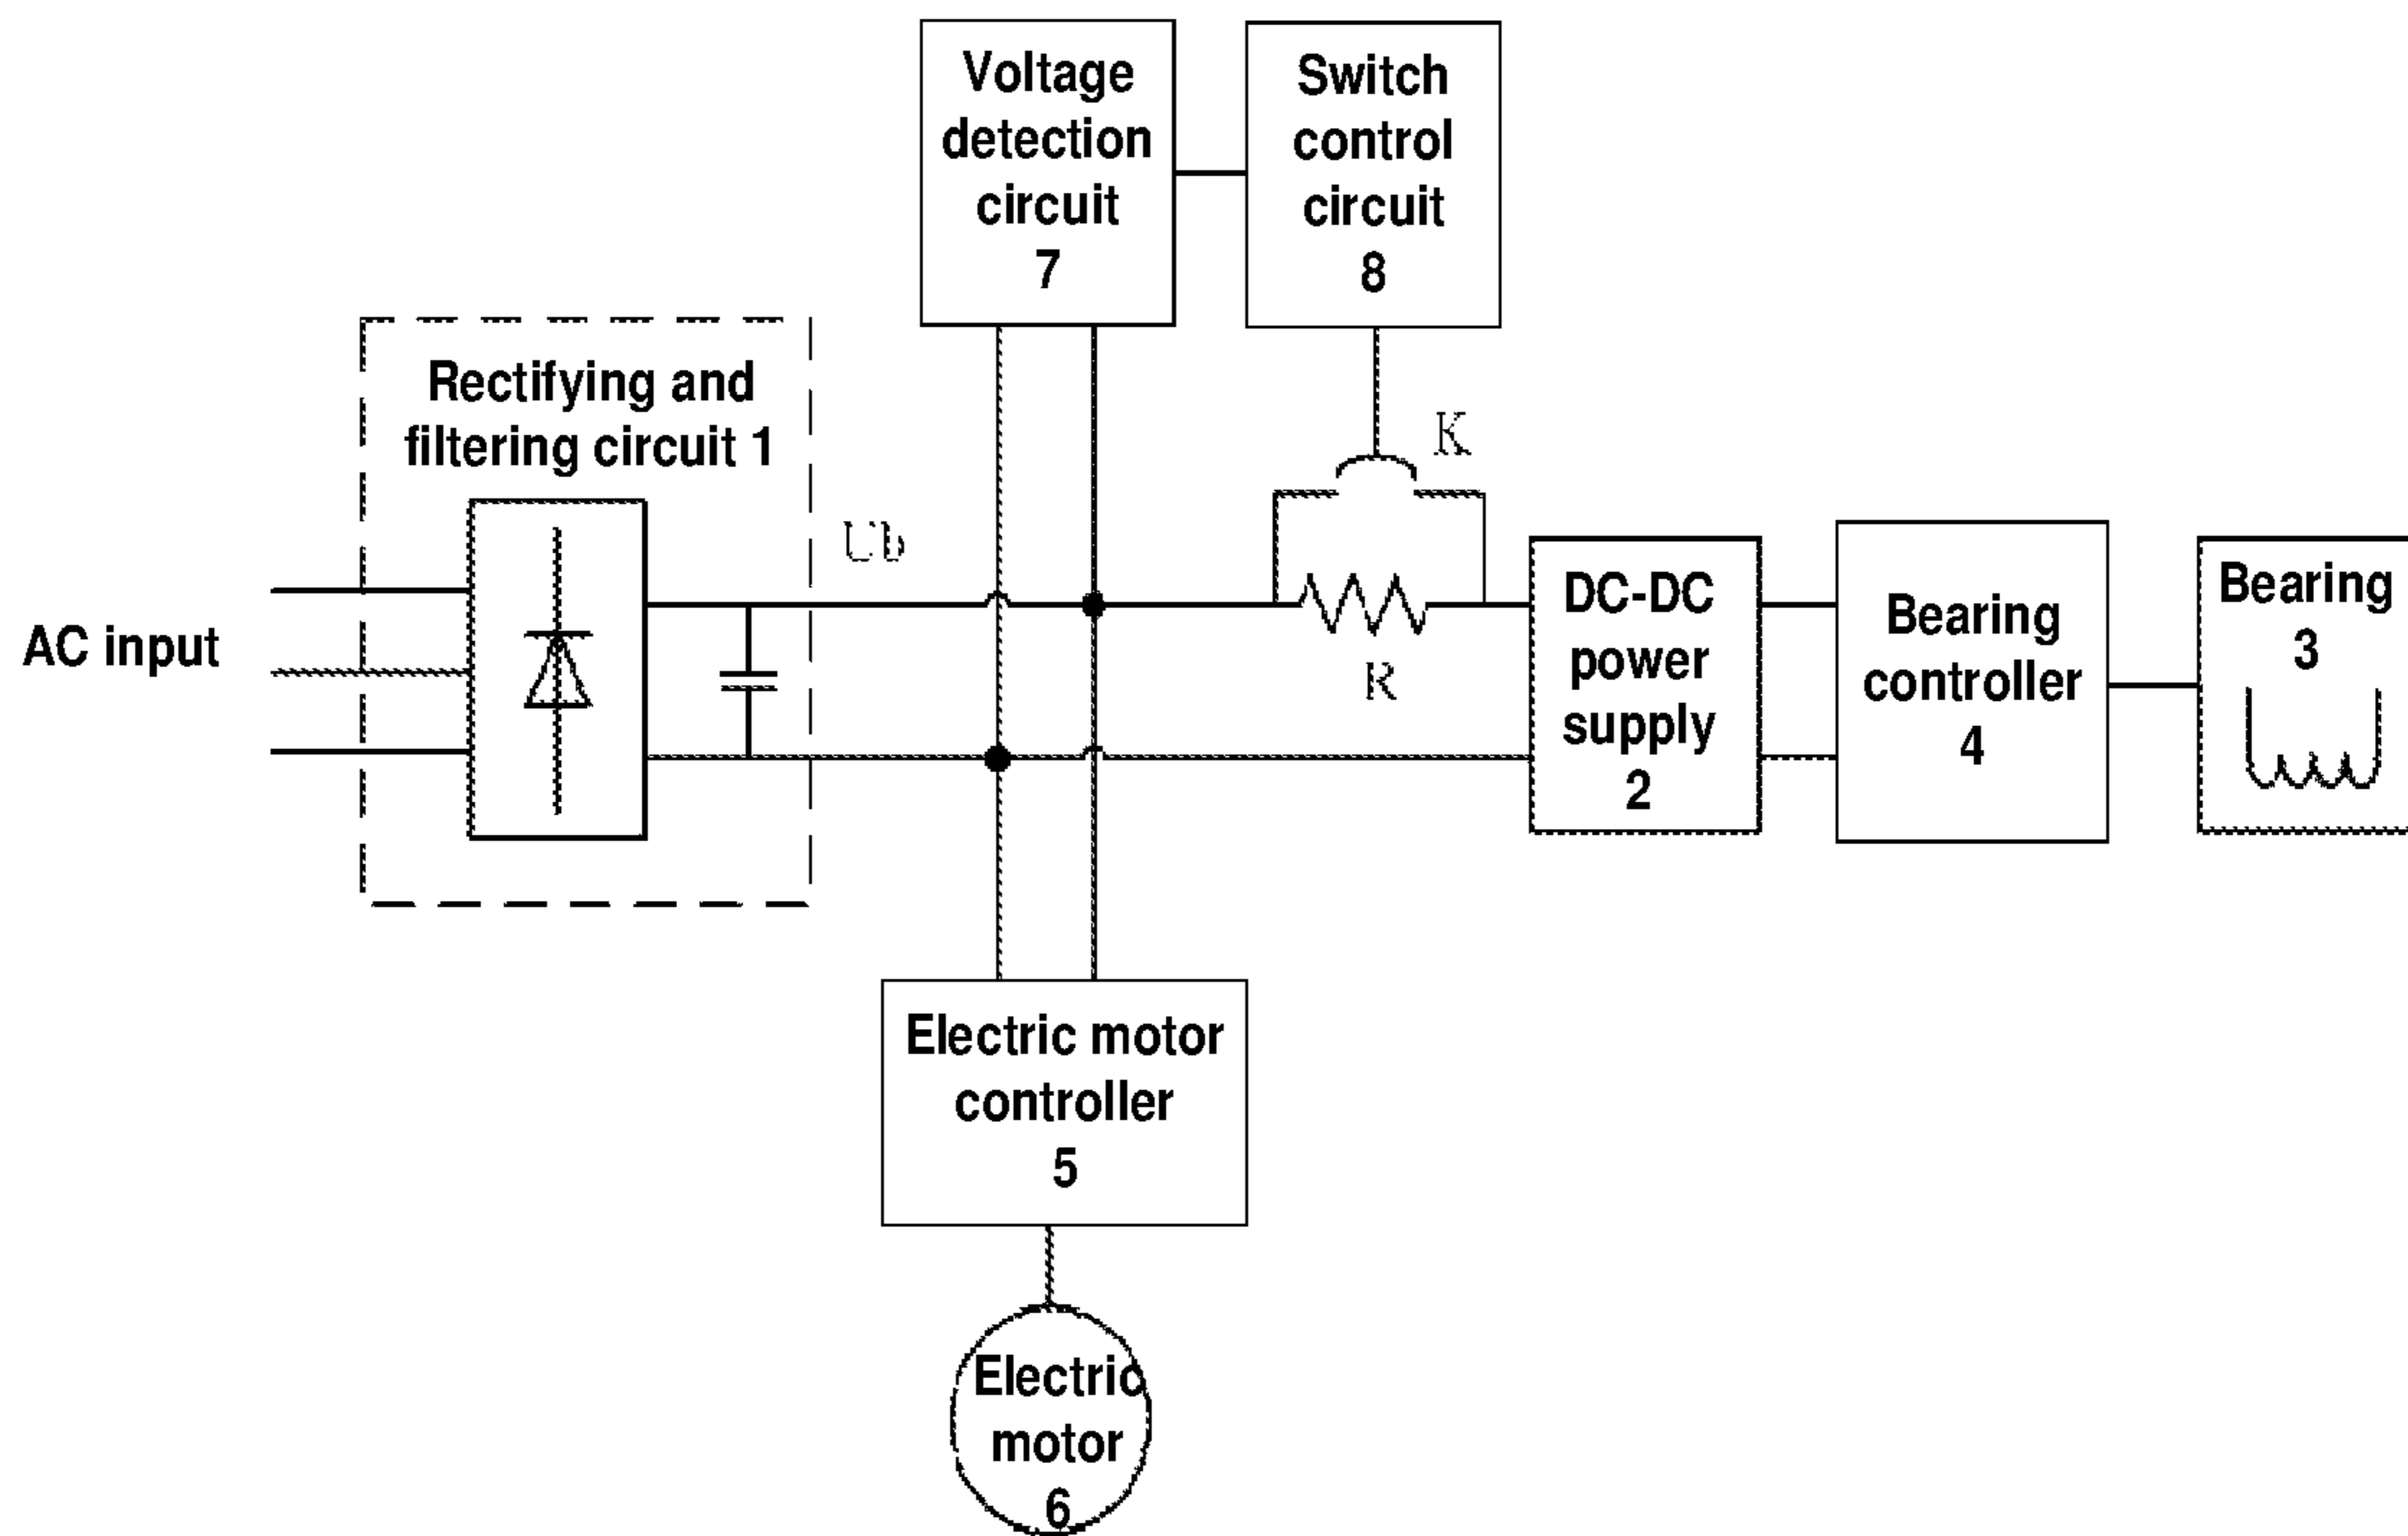 Voltage
detection
circuit
7
Switch
control
circuit
8
Rectifying and
filtering circuit 1
K
Ub
AC input
R
DC-DC
power
supply
2
Bearing
controller
4
Bearing
3
Electric motor
controller
5
Electric
motor
6